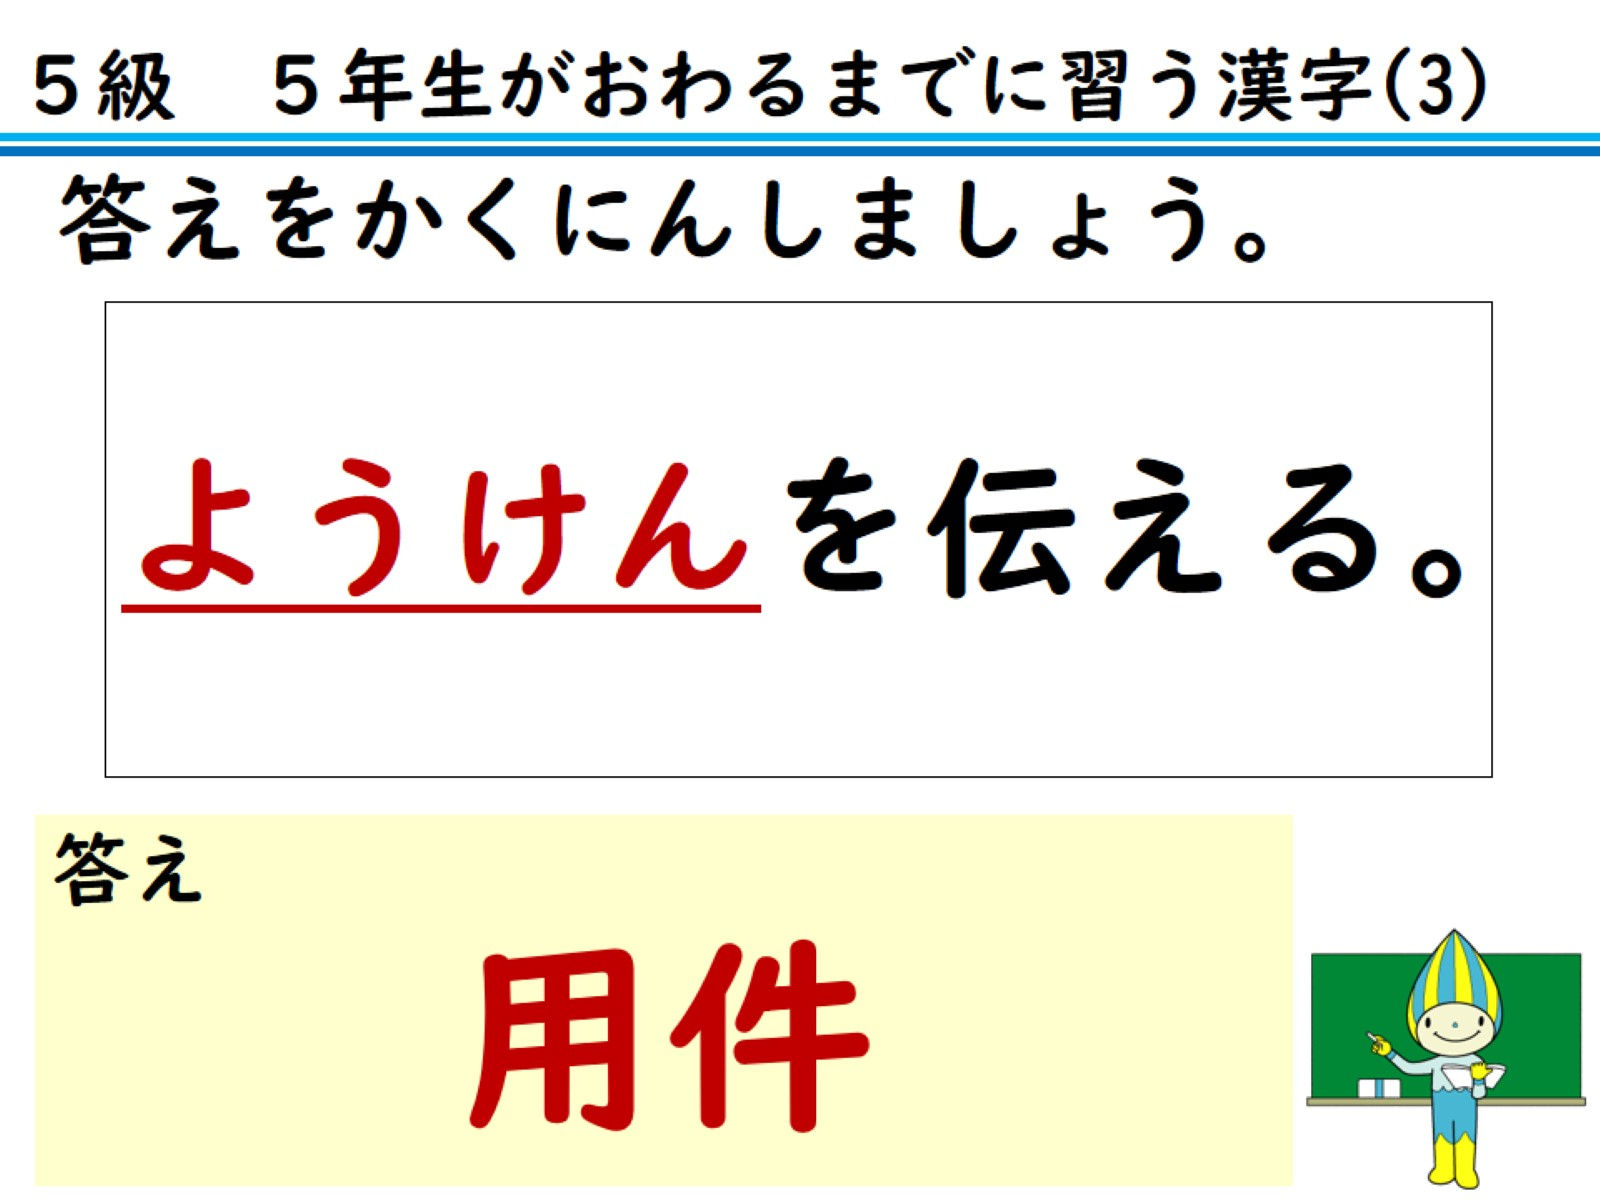 ５級　５年生がおわるまでに習う漢字(3)
答えをかくにんしましょう。
ようけんを伝える。
答え
用件